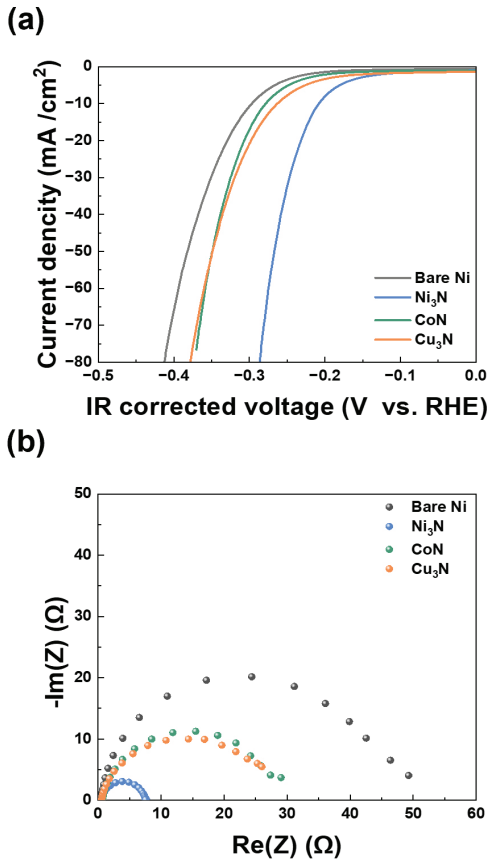 (a)
0
−10
−20
−30
−40
−50
−60
−70
−80
Current dencity (mA /cm²)
Bare Ni
Ni₃N
CoN
Cu₃N
−0.5 −0.4 −0.3 −0.2 −0.1 0.0
IR corrected voltage (V vs. RHE)
(b)
50
40
30
20
10
0
-Im(Z) (Ω)
Bare Ni
Ni₃N
CoN
Cu₃N
0 10 20 30 40 50 60
Re(Z) (Ω)